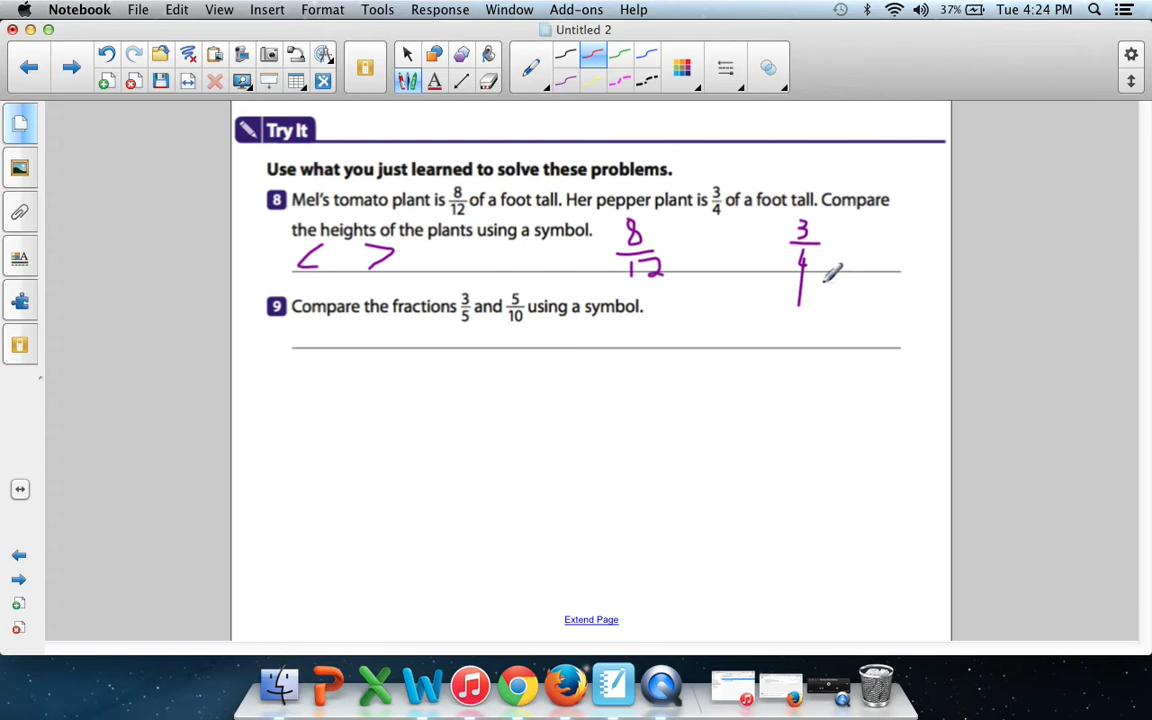 Notebook File Edit View Insert Format Tools Response Window Add-ons Help 37% Tue 4:24 PM
Untitled 2
Try It
Use what you just learned to solve these problems.
8 Mel's tomato plant is 8/12 of a foot tall. Her pepper plant is 3/4 of a foot tall. Compare
the heights of the plants using a symbol.
< > 8/12 3/4
9 Compare the fractions 3/5 and 5/10 using a symbol.
Extend Page